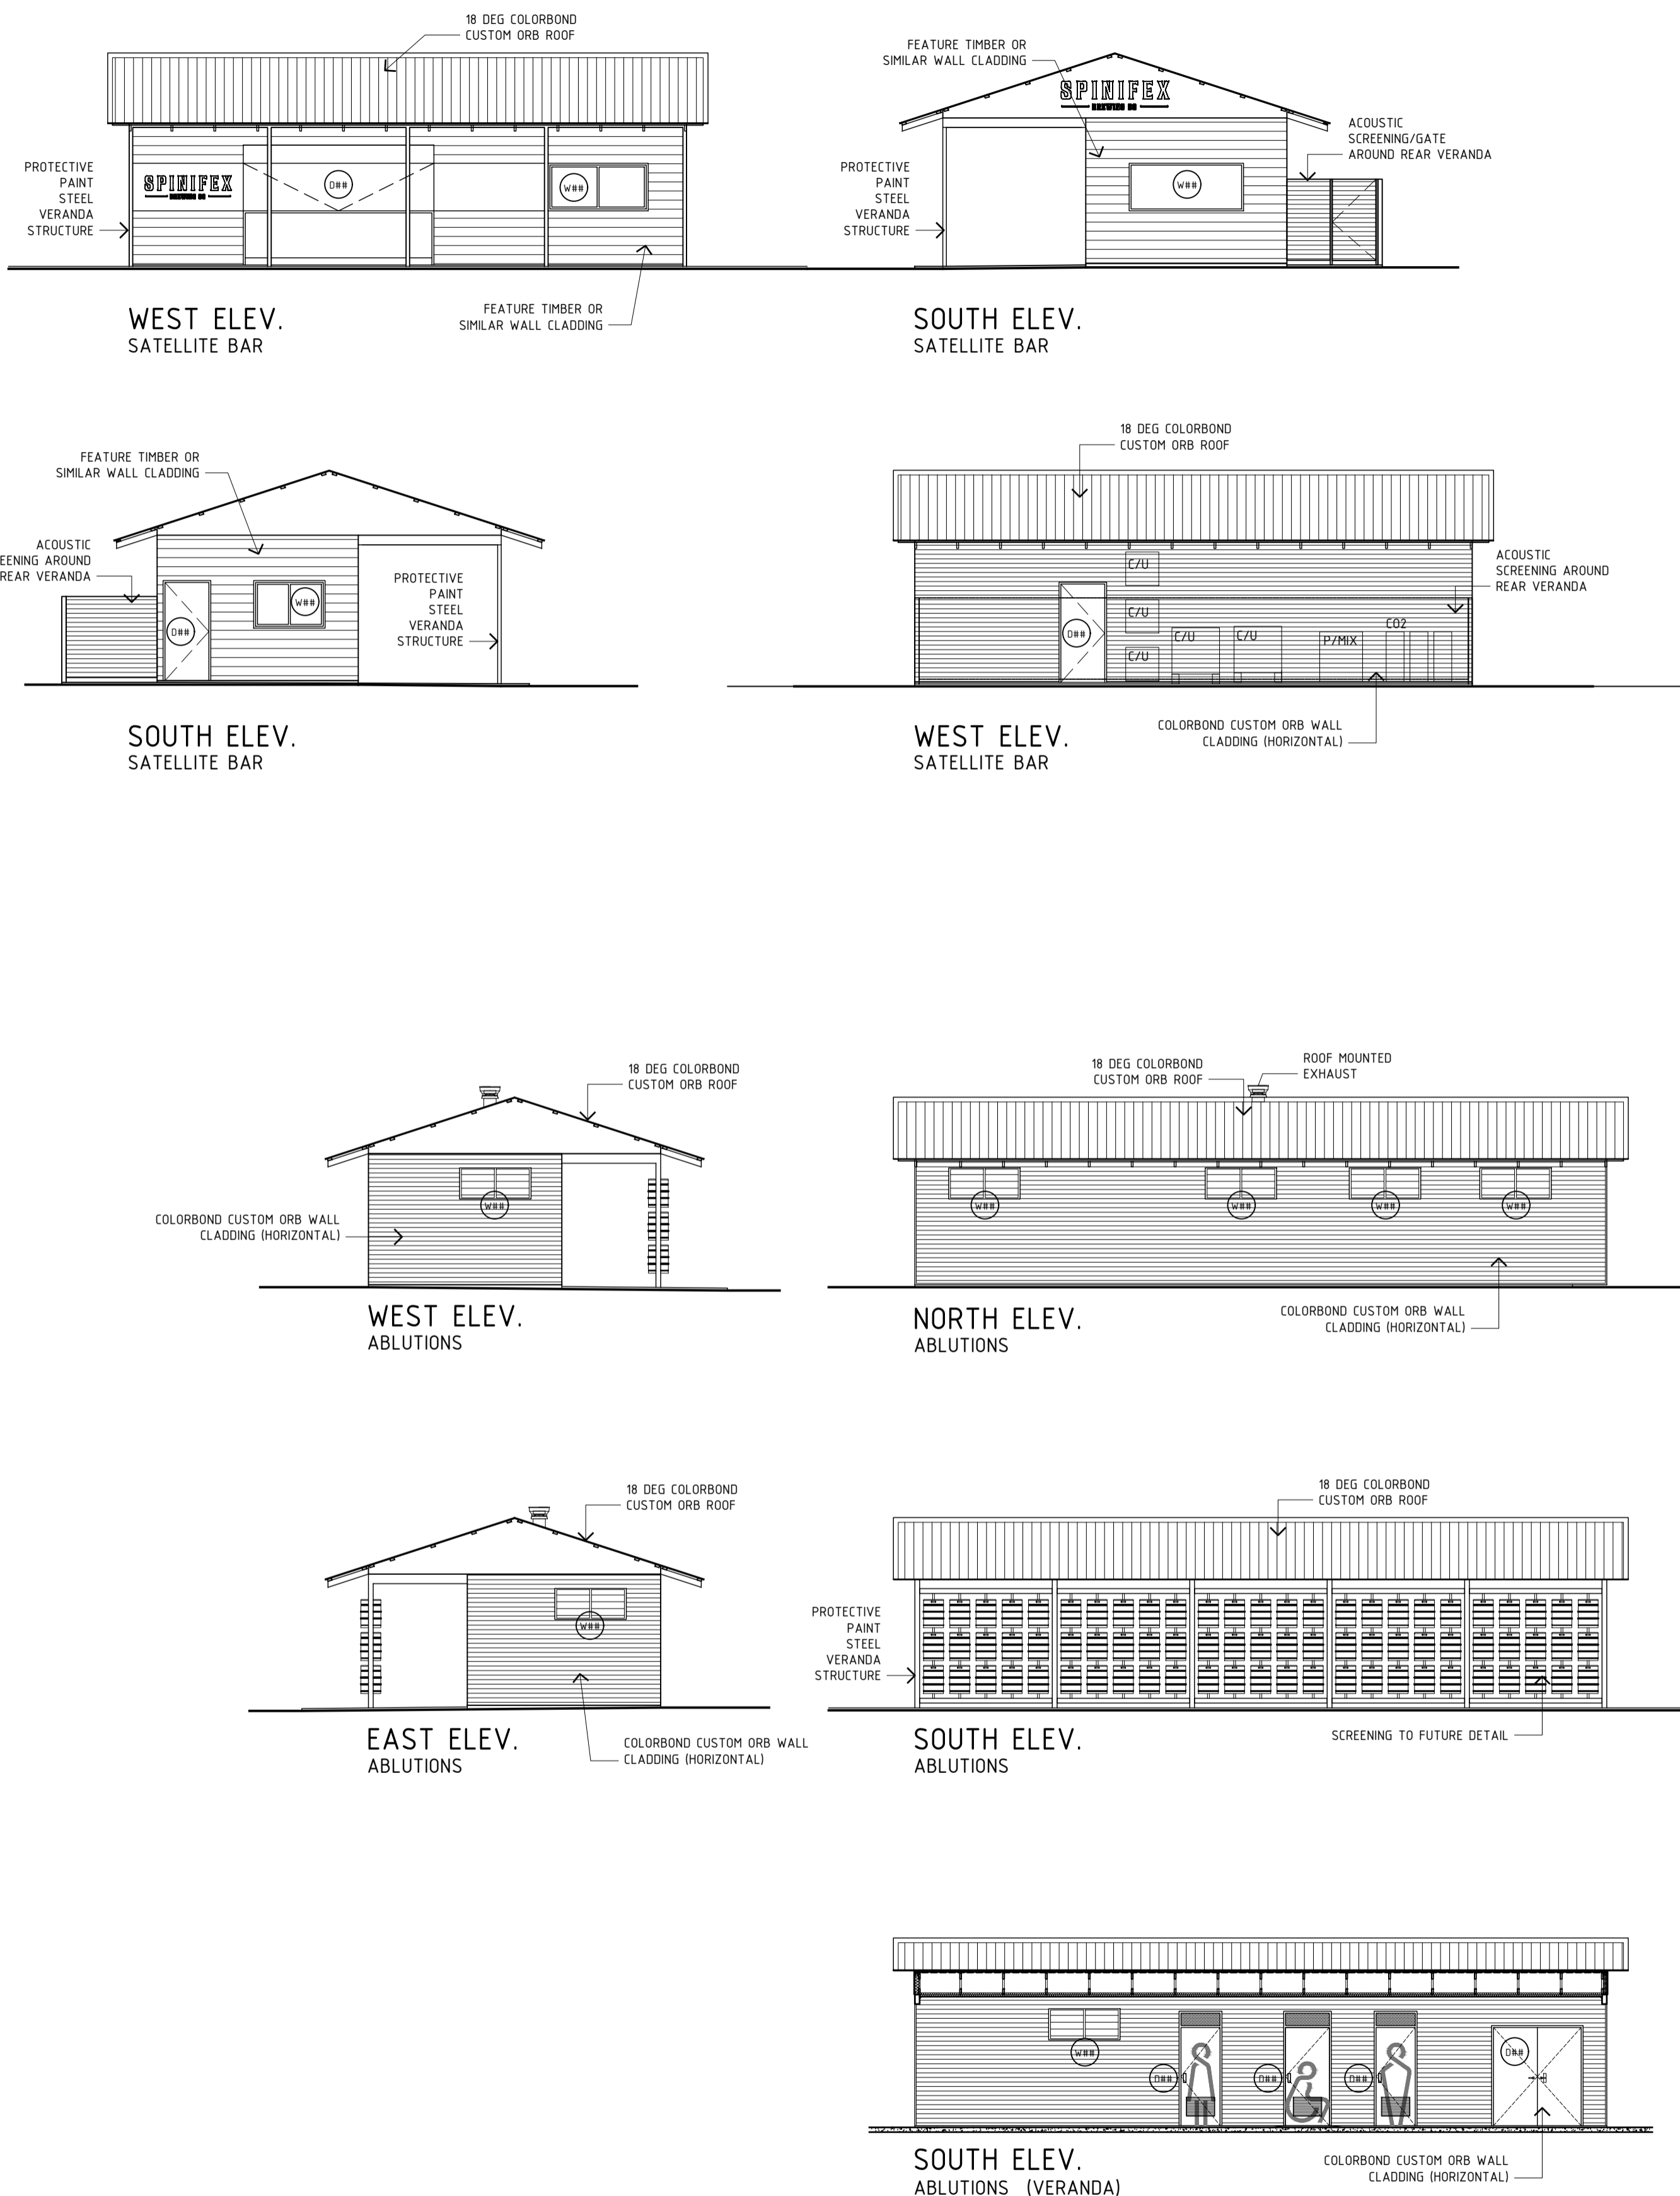 18 DEG COLORBOND
CUSTOM ORB ROOF
PROTECTIVE
PAINT
STEEL
VERANDA
STRUCTURE
SPINIFEX
BREWING CO
D##
W##
FEATURE TIMBER OR
SIMILAR WALL CLADDING
WEST ELEV.
SATELLITE BAR
FEATURE TIMBER OR
SIMILAR WALL CLADDING
SPINIFEX
BREWING CO
PROTECTIVE
PAINT
STEEL
VERANDA
STRUCTURE
W##
ACOUSTIC
SCREENING/GATE
AROUND REAR VERANDA
SOUTH ELEV.
SATELLITE BAR
FEATURE TIMBER OR
SIMILAR WALL CLADDING
ACOUSTIC
EENING AROUND
REAR VERANDA
D##
W##
PROTECTIVE
PAINT
STEEL
VERANDA
STRUCTURE
SOUTH ELEV.
SATELLITE BAR
18 DEG COLORBOND
CUSTOM ORB ROOF
C/U
C/U
C/U
D##
C/U
C/U
P/MIX
CO2
ACOUSTIC
SCREENING AROUND
REAR VERANDA
COLORBOND CUSTOM ORB WALL
CLADDING (HORIZONTAL)
WEST ELEV.
SATELLITE BAR
18 DEG COLORBOND
CUSTOM ORB ROOF
W##
COLORBOND CUSTOM ORB WALL
CLADDING (HORIZONTAL)
WEST ELEV.
ABLUTIONS
18 DEG COLORBOND
CUSTOM ORB ROOF
ROOF MOUNTED
EXHAUST
W##
W##
W##
W##
COLORBOND CUSTOM ORB WALL
CLADDING (HORIZONTAL)
NORTH ELEV.
ABLUTIONS
18 DEG COLORBOND
CUSTOM ORB ROOF
W##
COLORBOND CUSTOM ORB WALL
CLADDING (HORIZONTAL)
EAST ELEV.
ABLUTIONS
18 DEG COLORBOND
CUSTOM ORB ROOF
PROTECTIVE
PAINT
STEEL
VERANDA
STRUCTURE
SCREENING TO FUTURE DETAIL
SOUTH ELEV.
ABLUTIONS
W##
D##
D##
D##
D##
COLORBOND CUSTOM ORB WALL
CLADDING (HORIZONTAL)
SOUTH ELEV.
ABLUTIONS (VERANDA)